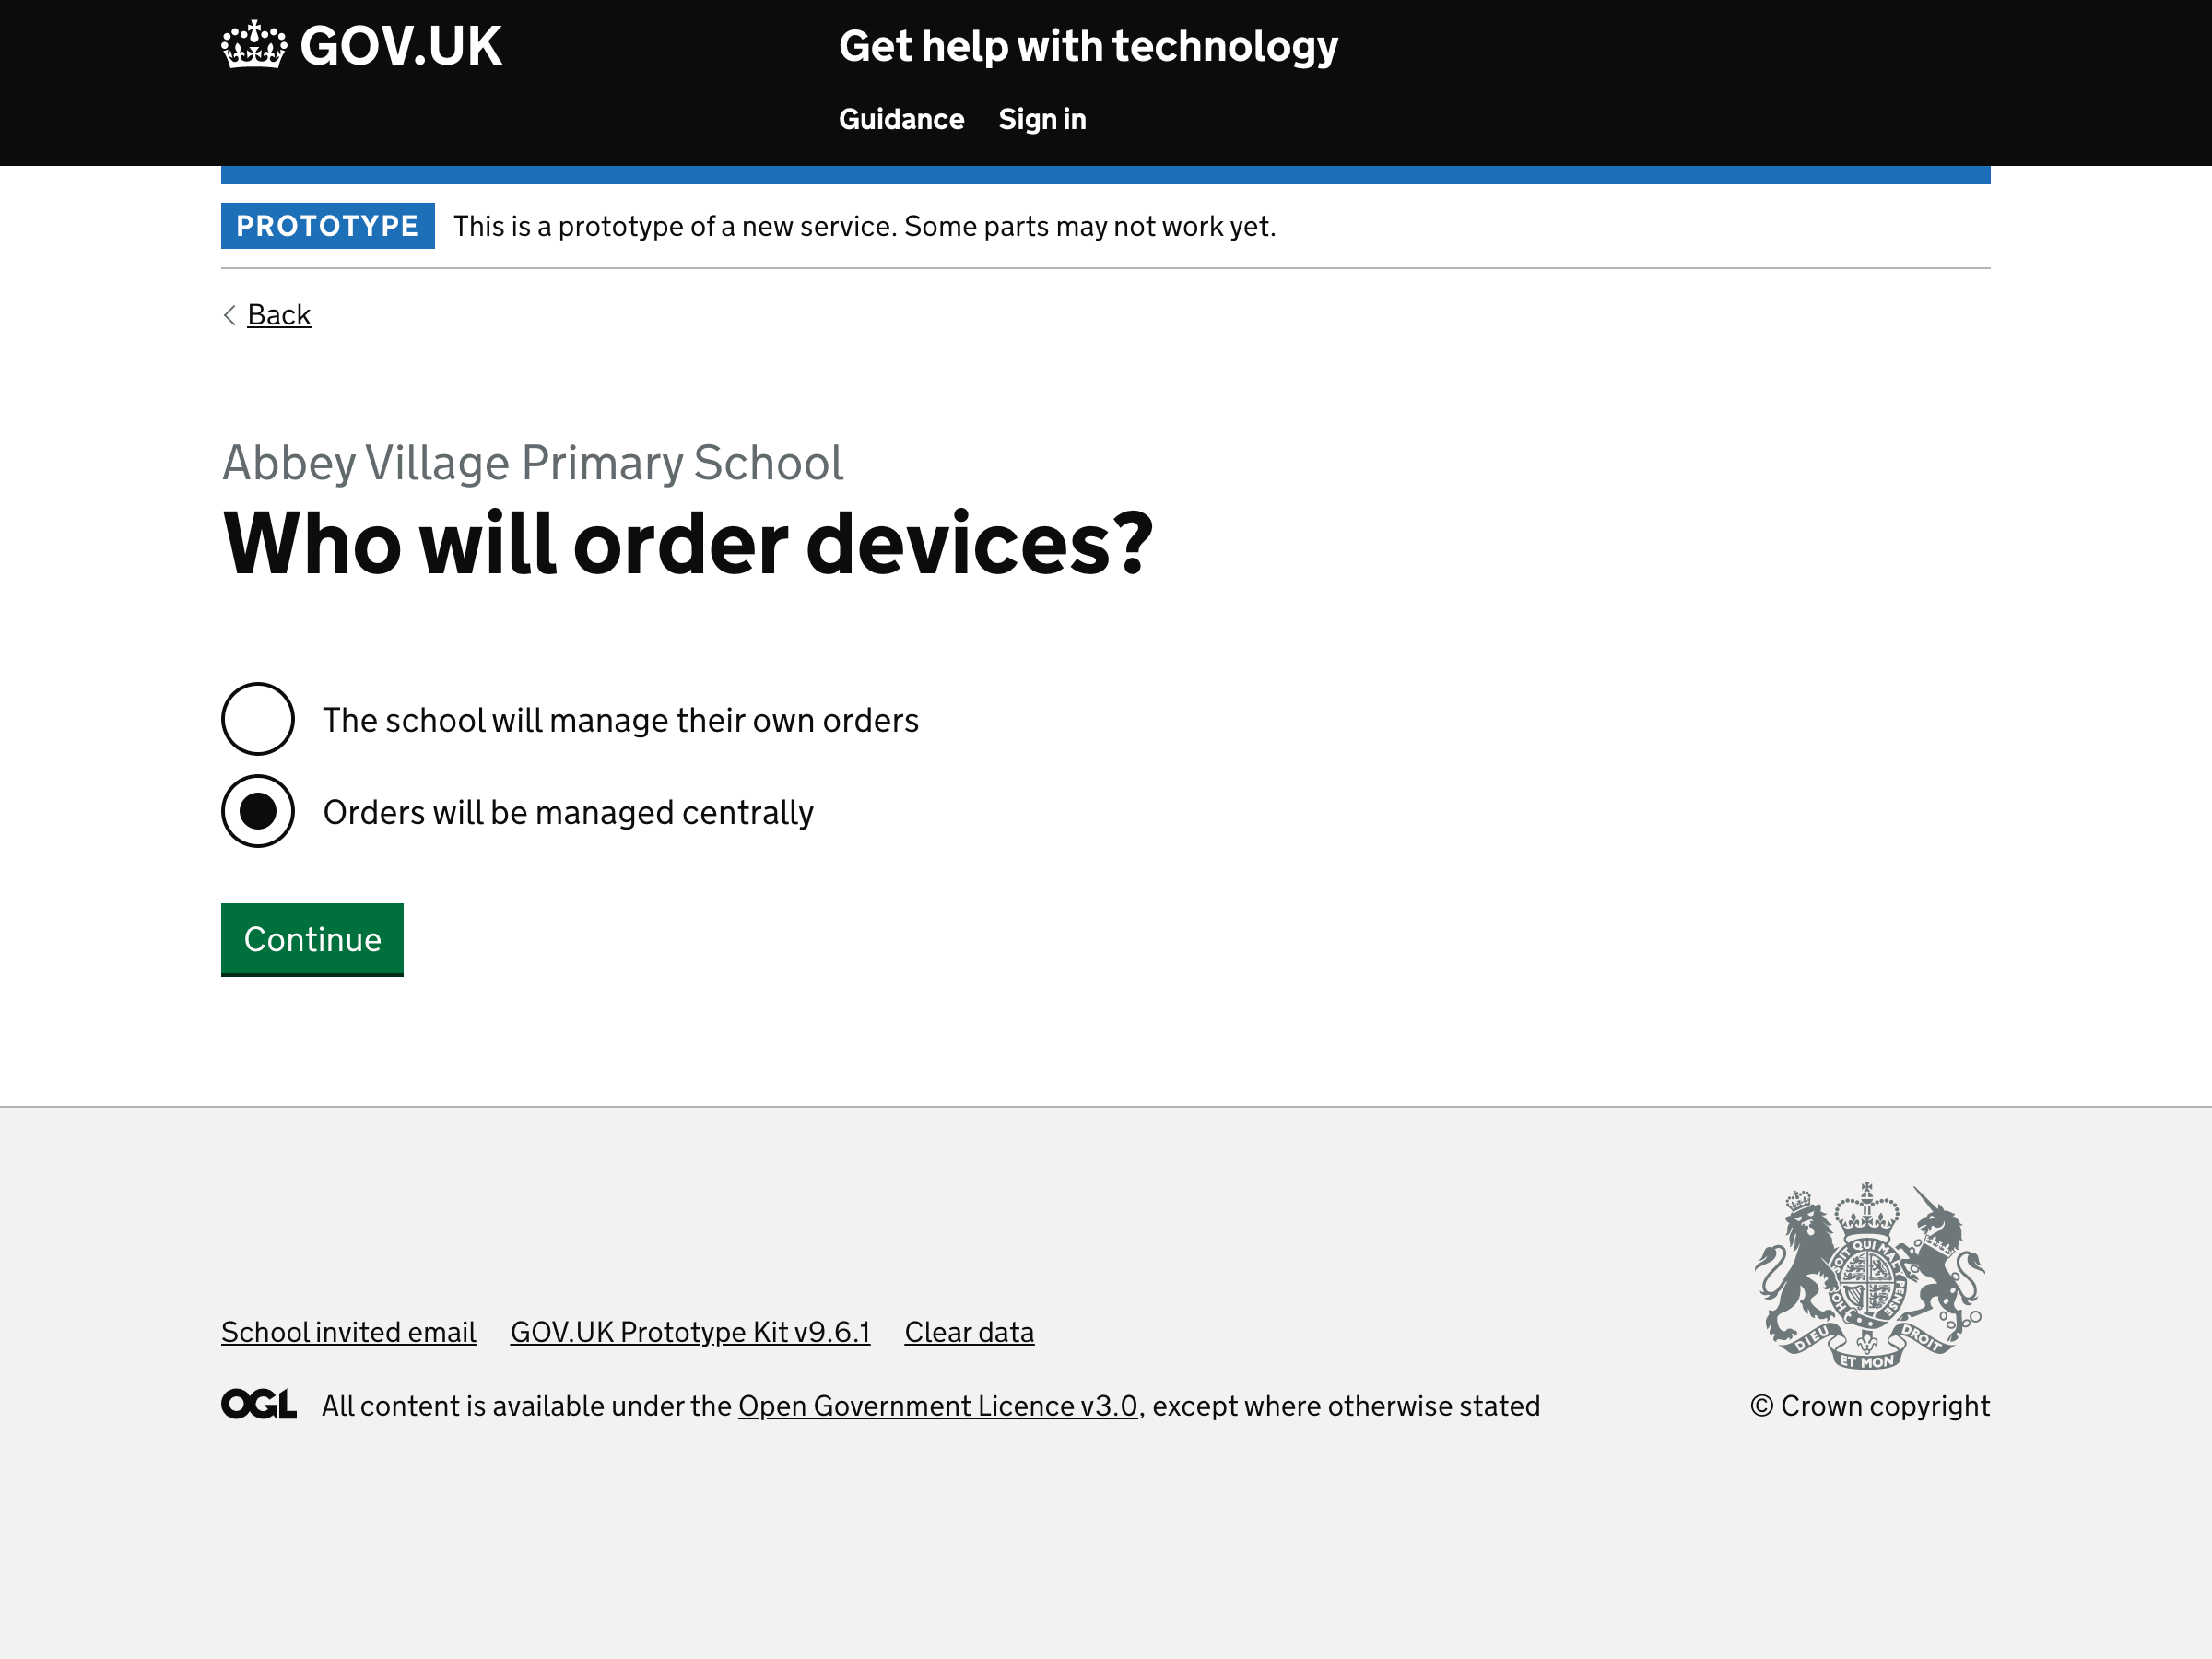 GOV.UK
Get help with technology
Guidance Sign in
PROTOTYPE This is a prototype of a new service. Some parts may not work yet.
Back
Abbey Village Primary School
Who will order devices?
The school will manage their own orders
Orders will be managed centrally
Continue
SOIT QUI MAL Y PENSE
HON
DIEU ET MON DROIT
School invited email GOV.UK Prototype Kit v9.6.1 Clear data
OGL All content is available under the Open Government Licence v3.0, except where otherwise stated
© Crown copyright